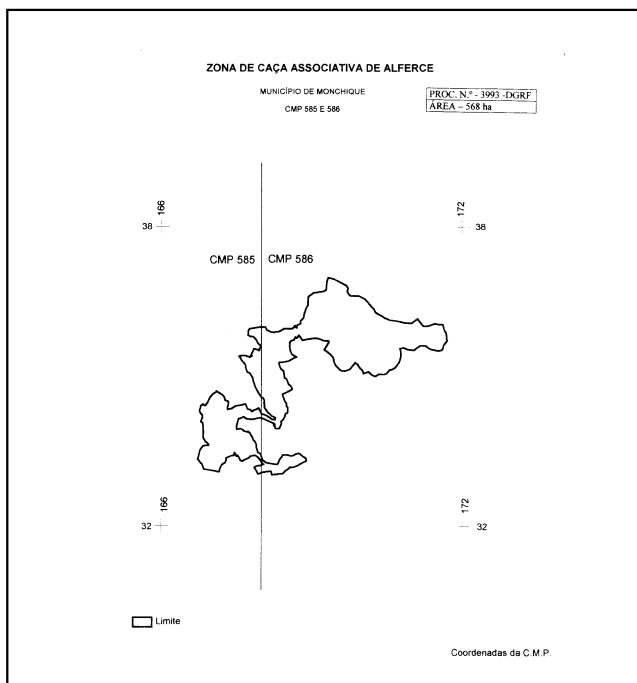 ZONA DE CAÇA ASSOCIATIVA DE ALFERCE
MUNICÍPIO DE MONCHIQUE
CMP 585 E 586
PROC. N.º - 3993 -DGRF
ÁREA – 568 ha
166
172
38
38
CMP 585
CMP 586
166
172
32
32
Limite
Coordenadas da C.M.P.